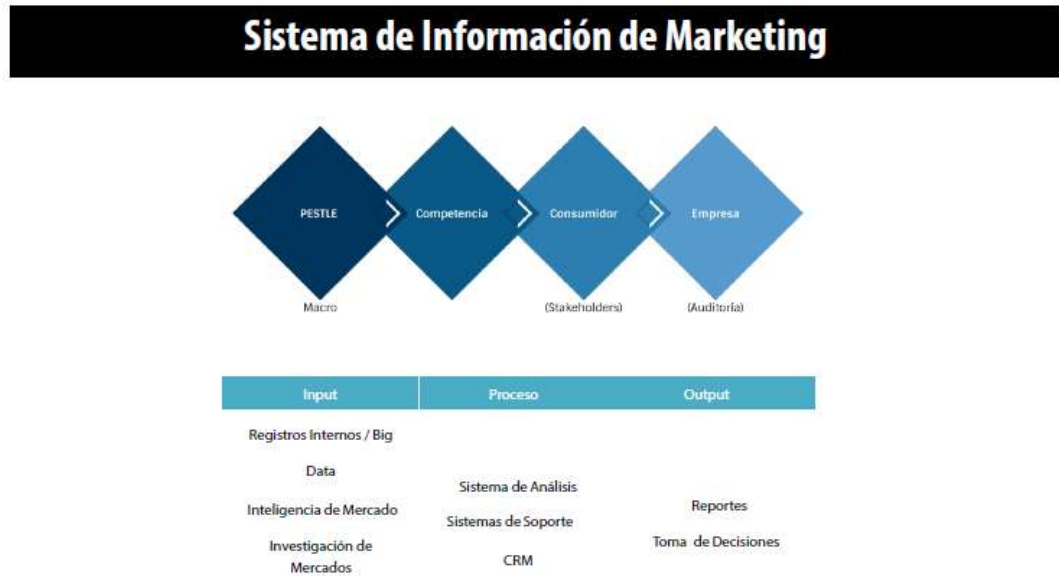 Sistema de Información de Marketing
PESTLE
Competencia
Consumidor
Empresa
Macro
(Stakeholders)
(Auditoría)
Input
Proceso
Output
Registros Internos / Big
Data
Inteligencia de Mercado
Investigación de
Mercados
Sistema de Análisis
Sistemas de Soporte
CRM
Reportes
Toma de Decisiones